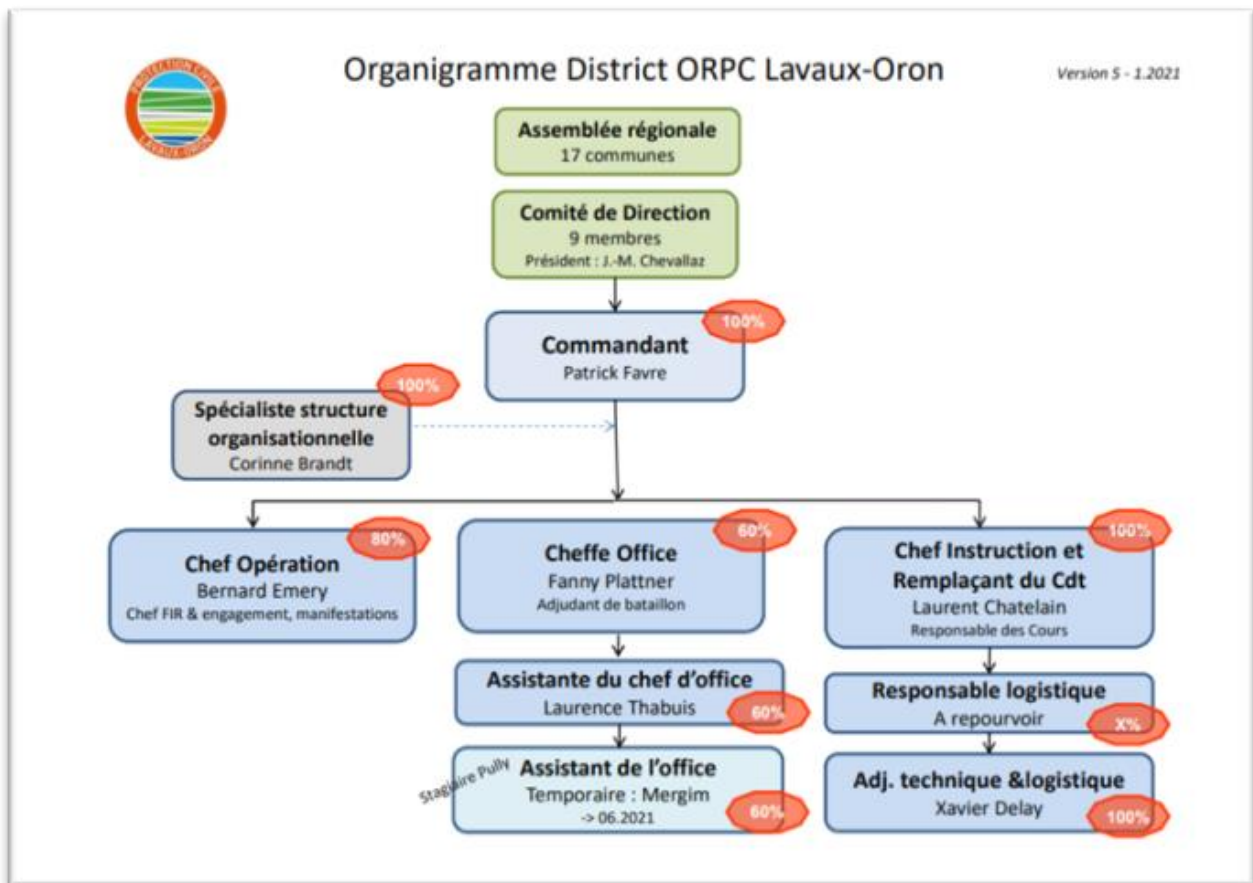 PROTECTION CIVILE
LAVAUX-ORON
Organigramme District ORPC Lavaux-Oron
Version 5 - 1.2021
Assemblée régionale
17 communes
Comité de Direction
9 membres
Président : J.-M. Chevallaz
100%
Commandant
Patrick Favre
100%
Spécialiste structure
organisationnelle
Corinne Brandt
80%
Chef Opération
Bernard Emery
Chef FIR & engagement, manifestations
60%
Cheffe Office
Fanny Plattner
Adjudant de bataillon
100%
Chef Instruction et
Remplaçant du Cdt
Laurent Chatelain
Responsable des Cours
Assistante du chef d'office
Laurence Thabuis
60%
Responsable logistique
A repourvoir
X%
Stagiaire Pully
Assistant de l'office
Temporaire : Mergim
-> 06.2021
60%
Adj. technique &logistique
Xavier Delay
100%